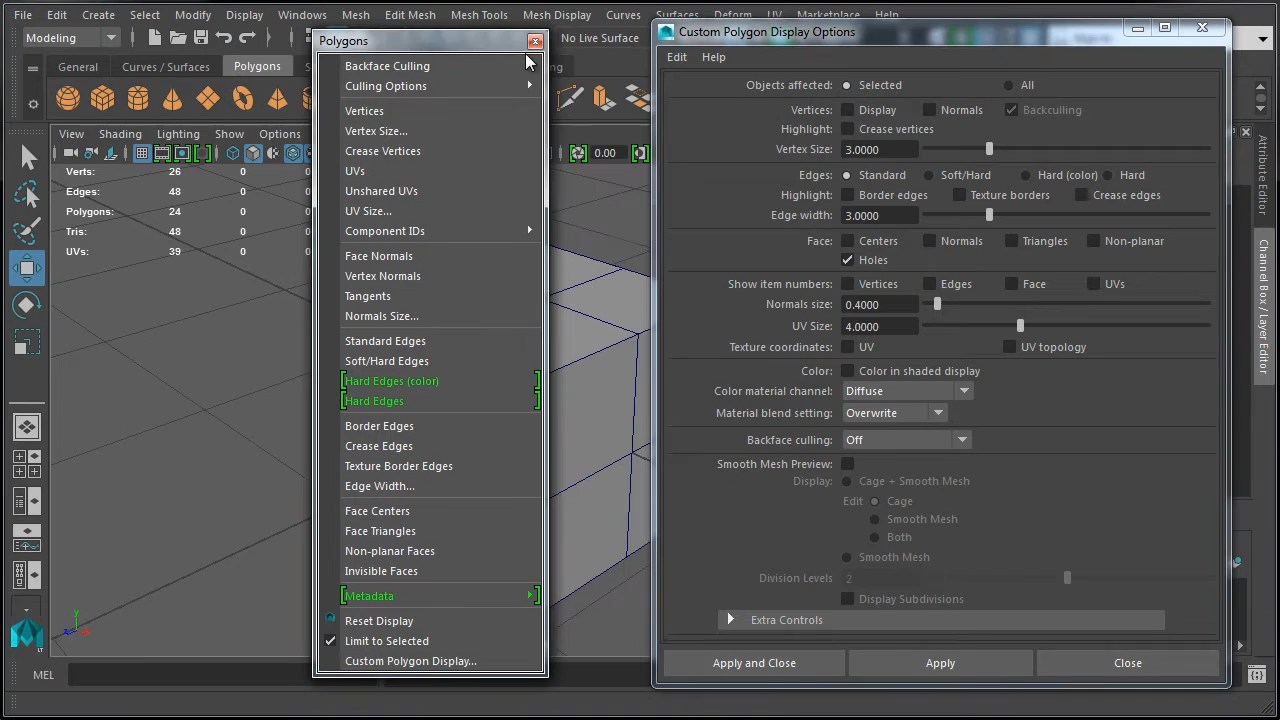 File Edit Create Select Modify Display Windows Mesh Edit Mesh Mesh Tools Mesh Display Curves Surfaces Deform UV Marketplace Help
Modeling
No Live Surface
General
Curves / Surfaces
Polygons
View Shading Lighting Show Options
0.00
Verts: 26 0
Edges: 48 0
Polygons: 24 0
Tris: 48 0
UVs: 39 0
Polygons
Backface Culling
Culling Options
Vertices
Vertex Size...
Crease Vertices
UVs
Unshared UVs
UV Size...
Component IDs
Face Normals
Vertex Normals
Tangents
Normals Size...
Standard Edges
Soft/Hard Edges
Hard Edges (color)
Hard Edges
Border Edges
Crease Edges
Texture Border Edges
Edge Width...
Face Centers
Face Triangles
Non-planar Faces
Invisible Faces
Metadata
Reset Display
Limit to Selected
Custom Polygon Display...
Custom Polygon Display Options
Edit Help
Objects affected: Selected All
Vertices: Display Normals Backculling
Highlight: Crease vertices
Vertex Size: 3.0000
Edges: Standard Soft/Hard Hard (color) Hard
Highlight: Border edges Texture borders Crease edges
Edge width: 3.0000
Face: Centers Normals Triangles Non-planar
Holes
Show item numbers: Vertices Edges Face UVs
Normals size: 0.4000
UV Size: 4.0000
Texture coordinates: UV UV topology
Color: Color in shaded display
Color material channel: Diffuse
Material blend setting: Overwrite
Backface culling: Off
Smooth Mesh Preview:
Display: Cage + Smooth Mesh
Edit Cage
Smooth Mesh
Both
Smooth Mesh
Division Levels 2
Display Subdivisions
Extra Controls
Apply and Close Apply Close
Attribute Editor
Channel Box / Layer Editor
y
z x
LT
MEL